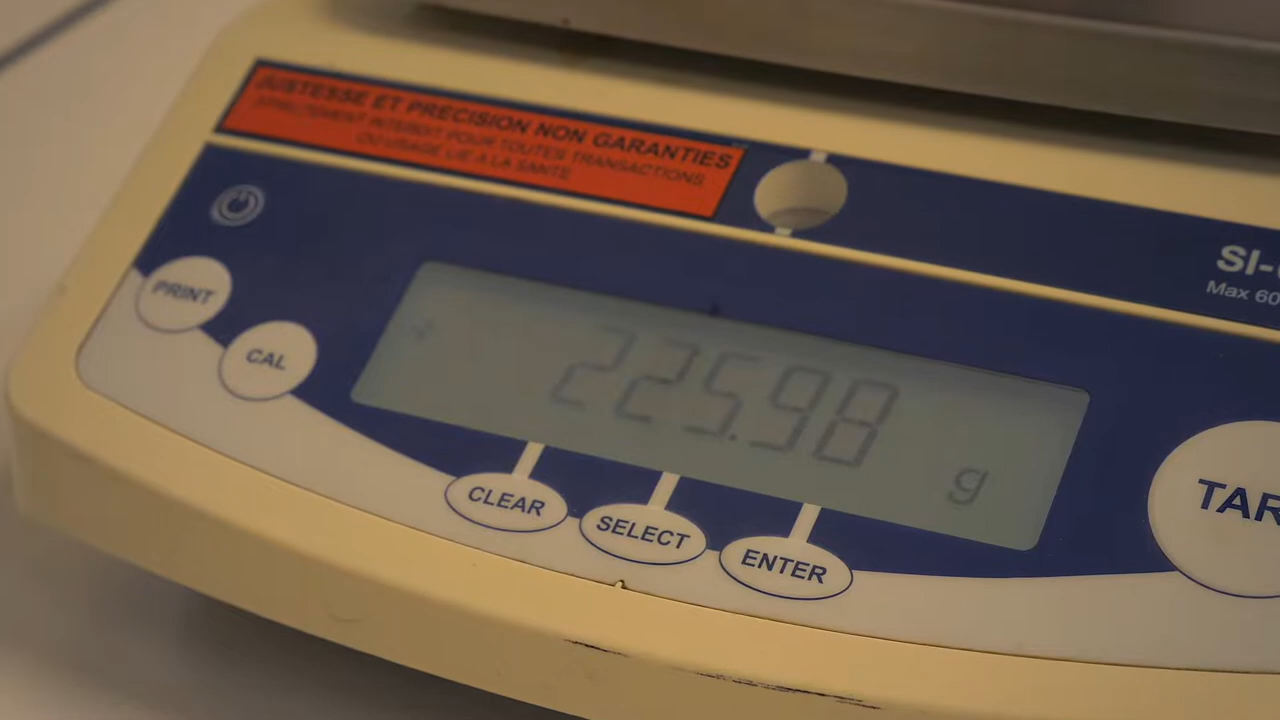 JUSTESSE ET PRECISION NON GARANTIES
STRICTEMENT INTERDIT POUR TOUTES TRANSACTIONS
OU USAGE LIE A LA SANTE
SI-
Max 60
PRINT
CAL
225.98
g
CLEAR
SELECT
ENTER
TAR